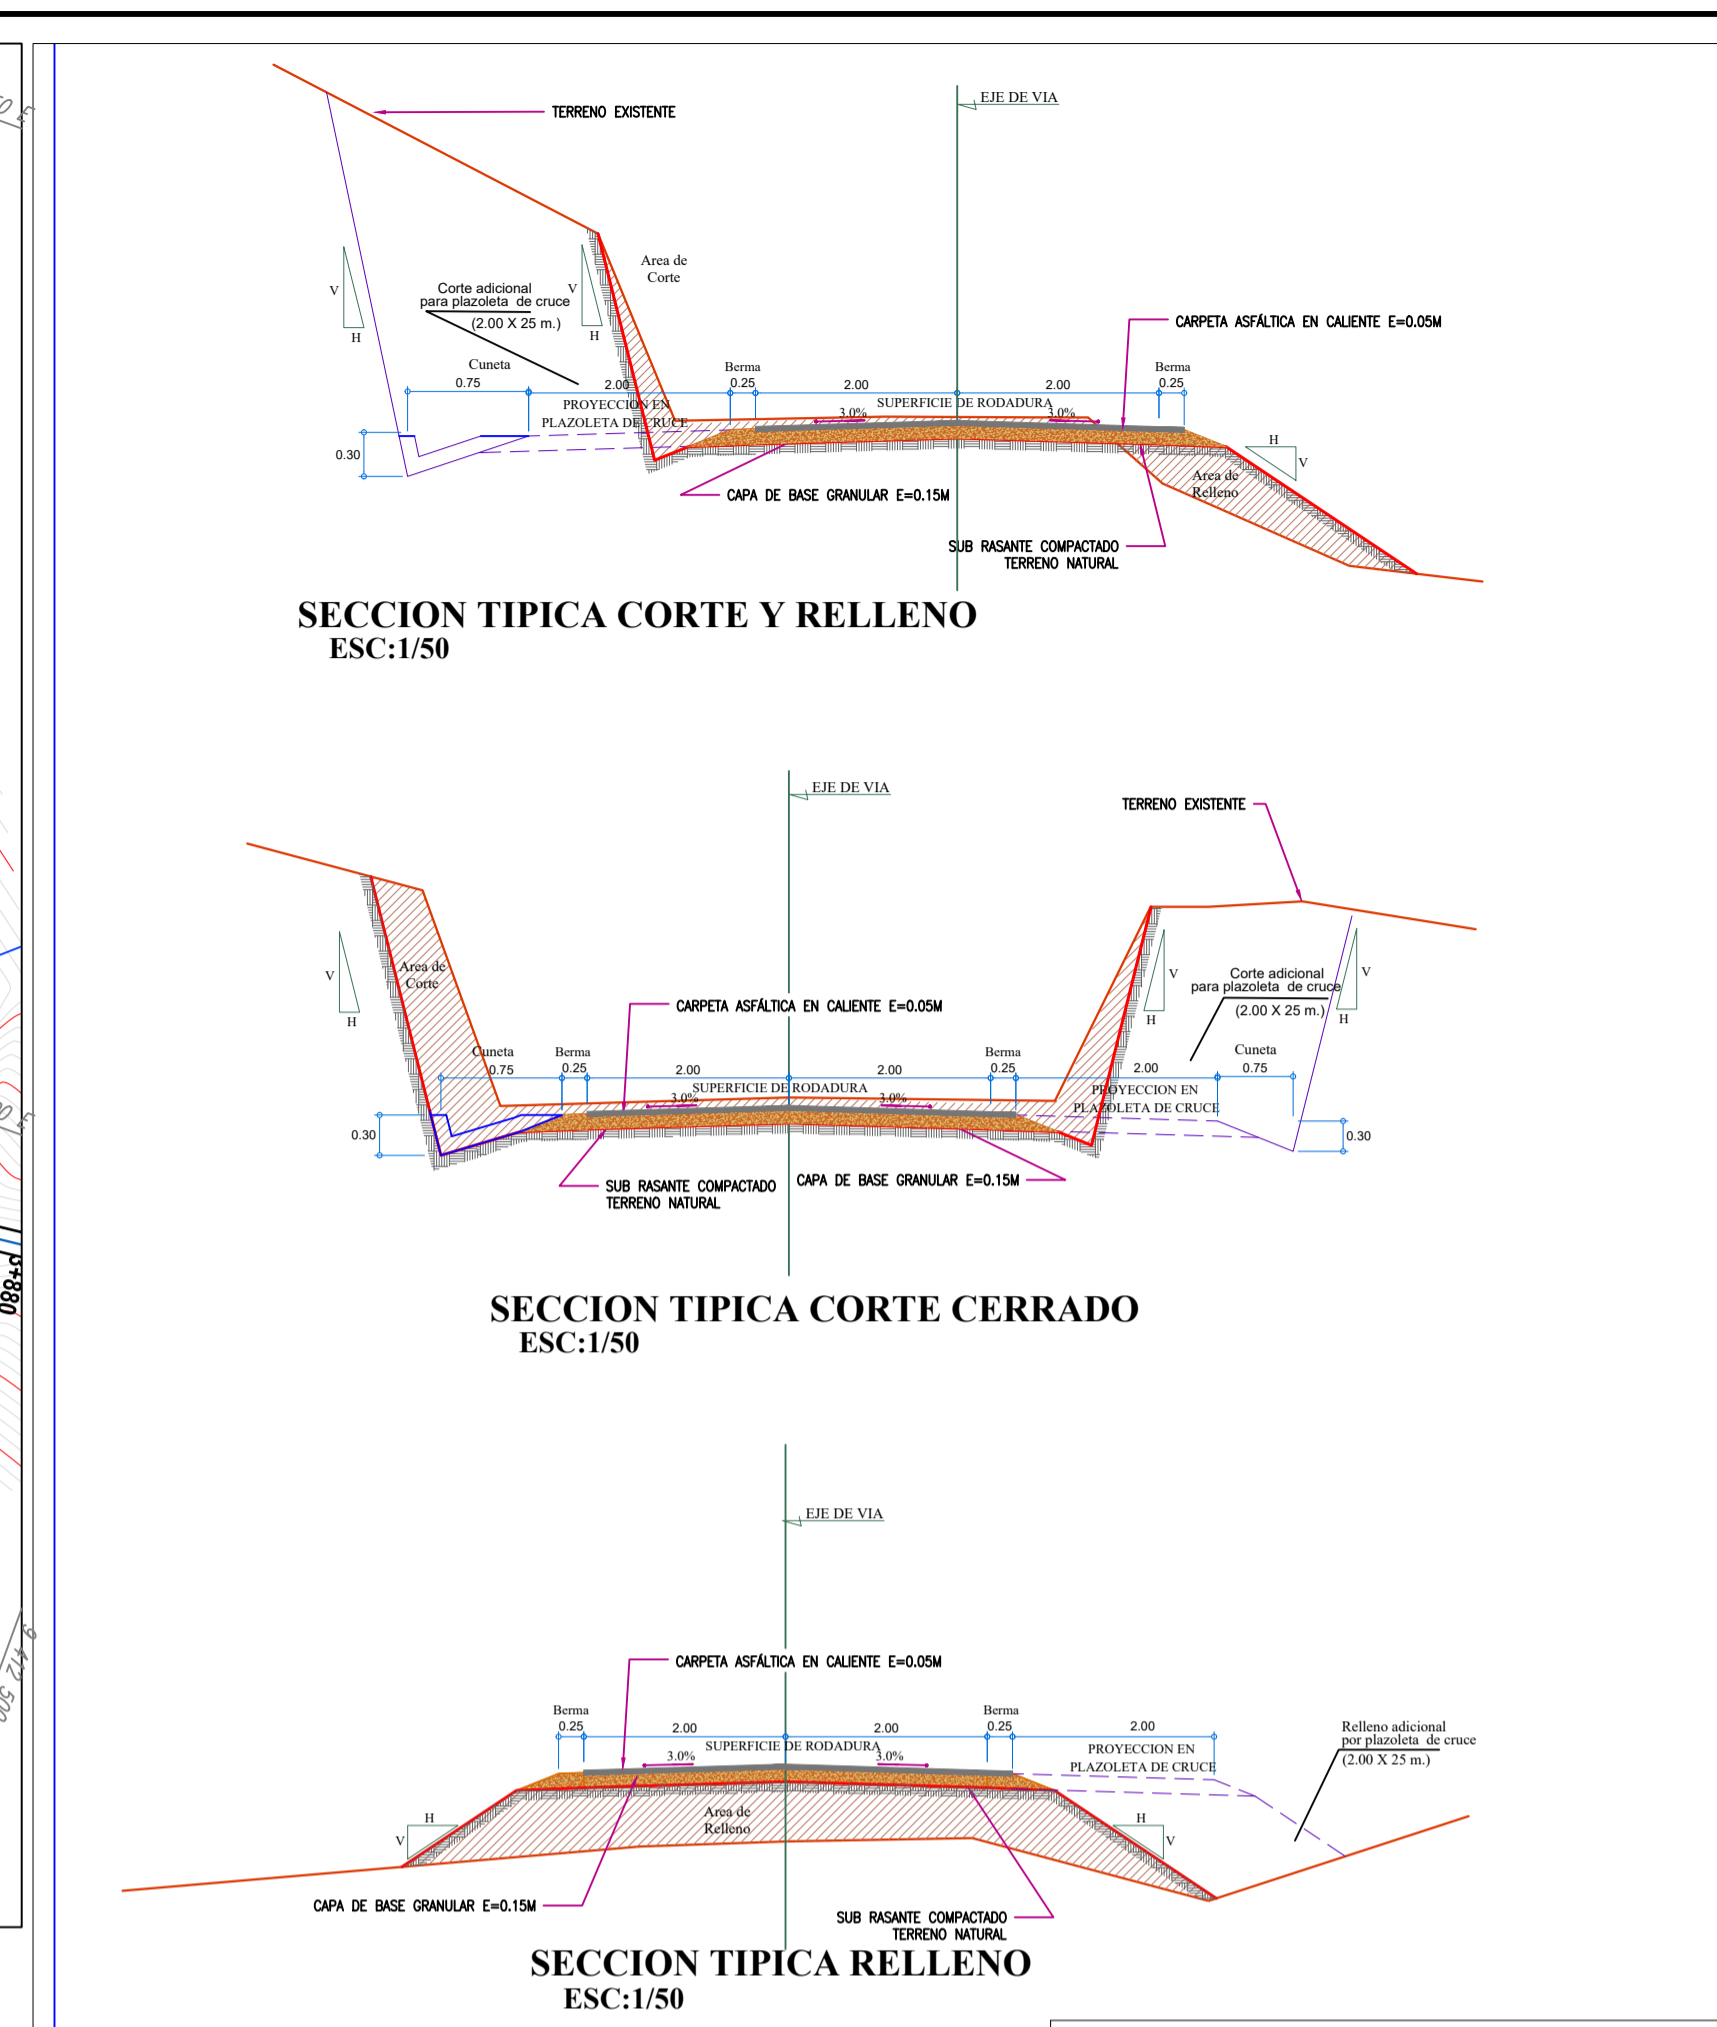 EJE DE VIA
TERRENO EXISTENTE
Area de
Corte
V
H
V
H
Corte adicional
para plazoleta de cruce
(2.00 X 25 m.)
CARPETA ASFÁLTICA EN CALIENTE E=0.05M
Cuneta
Berma
Berma
0.75
2.00
0.25
2.00
2.00
0.25
PROYECCION EN
PLAZOLETA DE CRUCE
SUPERFICIE DE RODADURA
3.0%
3.0%
0.30
H
V
Area de
Relleno
CAPA DE BASE GRANULAR E=0.15M
SUB RASANTE COMPACTADO
TERRENO NATURAL
SECCION TIPICA CORTE Y RELLENO
ESC:1/50
EJE DE VIA
TERRENO EXISTENTE
Area de
Corte
V
H
V
H
V
H
Corte adicional
para plazoleta de cruce
(2.00 X 25 m.)
CARPETA ASFÁLTICA EN CALIENTE E=0.05M
Cuneta
Berma
Berma
Cuneta
0.75
0.25
2.00
2.00
0.25
2.00
0.75
SUPERFICIE DE RODADURA
3.0%
3.0%
PROYECCION EN
PLAZOLETA DE CRUCE
0.30
0.30
SUB RASANTE COMPACTADO
TERRENO NATURAL
CAPA DE BASE GRANULAR E=0.15M
5+880
SECCION TIPICA CORTE CERRADO
ESC:1/50
EJE DE VIA
9 412 500
CARPETA ASFÁLTICA EN CALIENTE E=0.05M
Berma
Berma
0.25
2.00
2.00
0.25
2.00
SUPERFICIE DE RODADURA
3.0%
3.0%
PROYECCION EN
PLAZOLETA DE CRUCE
Relleno adicional
por plazoleta de cruce
(2.00 X 25 m.)
H
V
Area de
Relleno
H
V
CAPA DE BASE GRANULAR E=0.15M
SUB RASANTE COMPACTADO
TERRENO NATURAL
SECCION TIPICA RELLENO
ESC:1/50